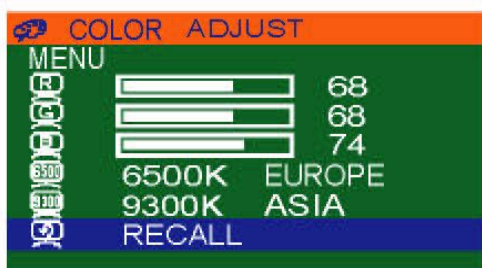 COLOR ADJUST
MENU
R 68
G 68
74
6500 6500K EUROPE
9300 9300K ASIA
RECALL